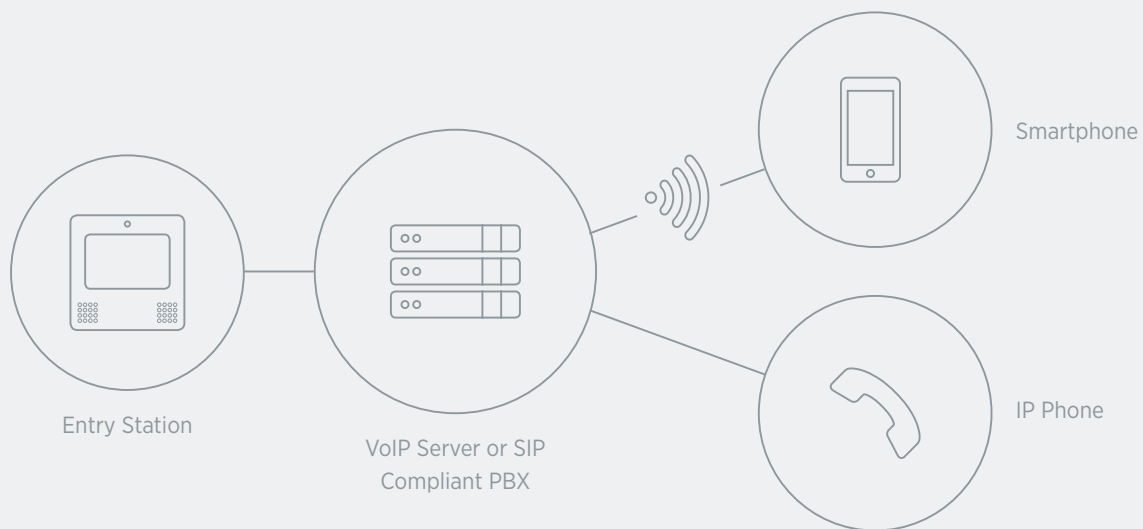 Smartphone
Entry Station
VoIP Server or SIP
Compliant PBX
IP Phone